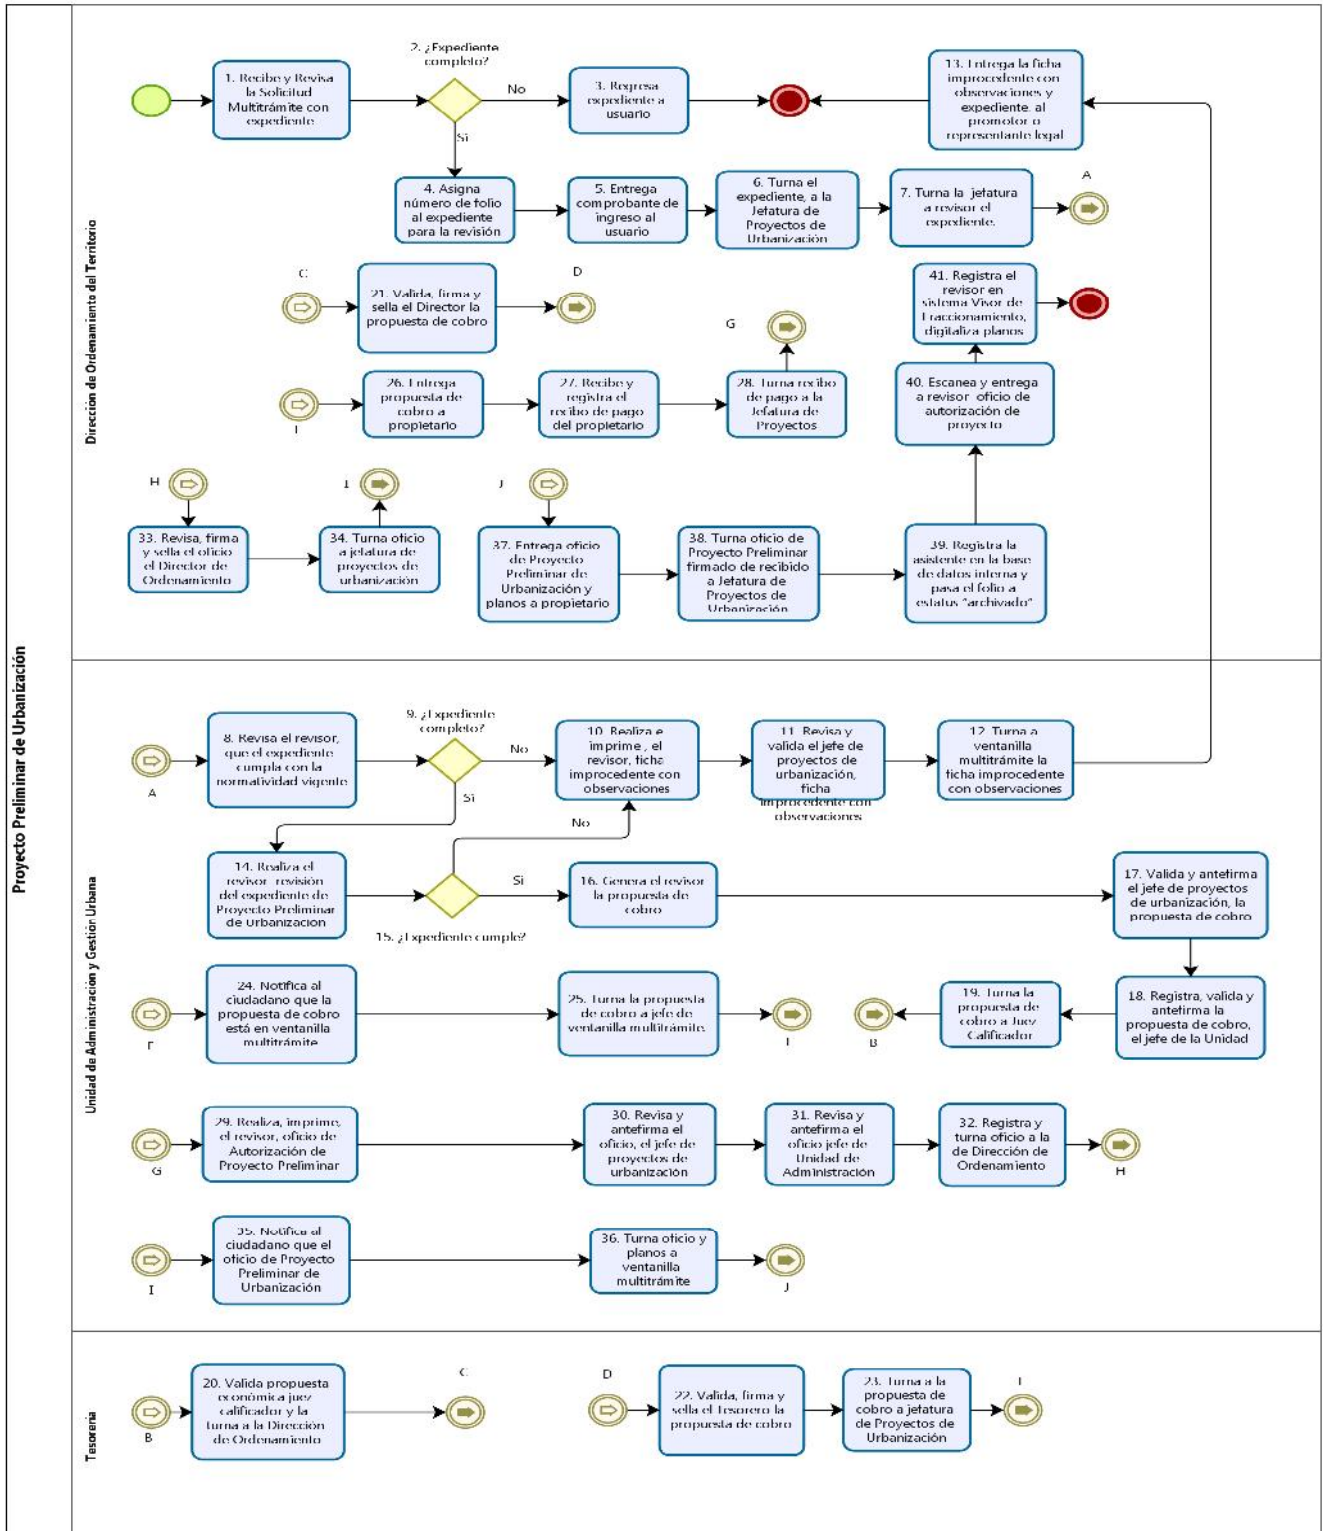 Proyecto Preliminar de Urbanización
Dirección de Ordenamiento del Territorio
1. Recibe y Revisa
la Solicitud
Multitrámite con
expediente
2. ¿Expediente
completo?
No
Si
3. Regresa
expediente a
usuario
13. Entrega la ficha
improcedente con
observaciones y
expediente, al
promotor o
representante legal
4. Asigna
número de folio
al expediente
para la revisión
5. Entrega
comprobante de
ingreso al
usuario
6. Turna el
expediente, a la
Jefatura de
Proyectos de
Urbanización
7. Turna la jefatura
a revisor el
expediente.
A
C
21. Valida, firma y
sella el Director la
propuesta de cobro
D
G
41. Registra el
revisor en
sistema Visor de
Fraccionamiento,
digitaliza planos
26. Entrega
propuesta de
cobro a
propietario
27. Recibe y
registra el
recibo de pago
del propietario
28. Turna recibo
de pago a la
Jefatura de
Proyectos
40. Escanea y entrega
a revisor oficio de
autorización de
proyecto
H
33. Revisa, firma
y sella el oficio
el Director de
Ordenamiento
I
34. Turna oficio
a jefatura de
proyectos de
urbanización
J
37. Entrega oficio
de Proyecto
Preliminar de
Urbanización y
planos a propietario
38. Turna oficio de
Proyecto Preliminar
firmado de recibido
a Jefatura de
Proyectos de
Urbanización
39. Registra la
asistente en la base
de datos interna y
pasa el folio a
estatus "archivado"
Unidad de Administración y Gestión Urbana
A
8. Revisa el revisor,
que el expediente
cumpla con la
normatividad vigente
9. ¿Expediente
completo?
No
Si
10. Realiza e
imprime , el
revisor, ficha
improcedente con
observaciones
11. Revisa y
valida el jefe de
proyectos de
urbanización,
ficha
improcedente con
observaciones
12. Turna a
ventanilla
multitrámite la
ficha improcedente
con observaciones
14. Realiza el
revisor revisión
del expediente de
Proyecto Preliminar
de Urbanización
No
Si
15. ¿Expediente cumple?
16. Genera el revisor
la propuesta de
cobro
17. Valida y antefirma
el jefe de proyectos
de urbanización, la
propuesta de cobro
24. Notifica al
ciudadano que la
propuesta de cobro
está en ventanilla
multitrámite
25. Turna la propuesta
de cobro a jefe de
ventanilla multitrámite.
B
19. Turna la
propuesta de
cobro a Juez
Calificador
18. Registra, valida y
antefirma la
propuesta de cobro,
el jefe de la Unidad
G
29. Realiza, imprime,
el revisor, oficio de
Autorización de
Proyecto Preliminar
30. Revisa y
antefirma el
oficio, el jefe de
proyectos de
urbanización
31. Revisa y
antefirma el
oficio jefe de
Unidad de
Administración
32. Registra y
turna oficio a la
de Dirección de
Ordenamiento
H
I
35. Notifica al
ciudadano que el
oficio de Proyecto
Preliminar de
Urbanización
36. Turna oficio y
planos a
ventanilla
multitrámite
J
Tesorería
B
20. Valida propuesta
económica juez
calificador y la
turna a la Dirección
de Ordenamiento
C
D
22. Valida, firma y
sella el Tesorero
la propuesta de cobro
23. Turna a la
propuesta de
cobro a jefatura
de Proyectos de
Urbanización